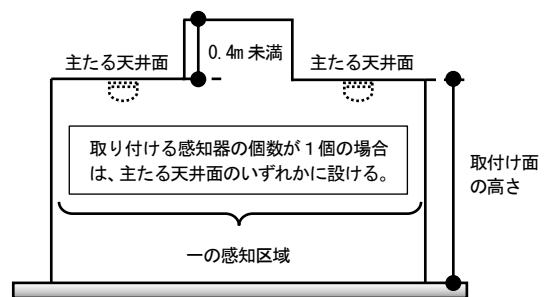 0.4m 未満
主たる天井面
主たる天井面
取り付ける感知器の個数が１個の場合
は、主たる天井面のいずれかに設ける。
取付け面
の高さ
一の感知区域